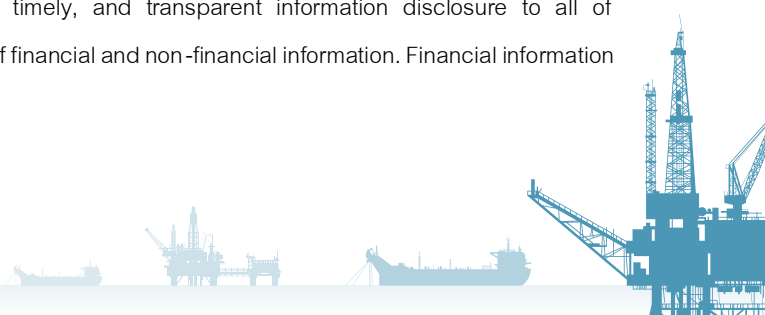 timely, and transparent information disclosure to all of
f financial and non-financial information. Financial information